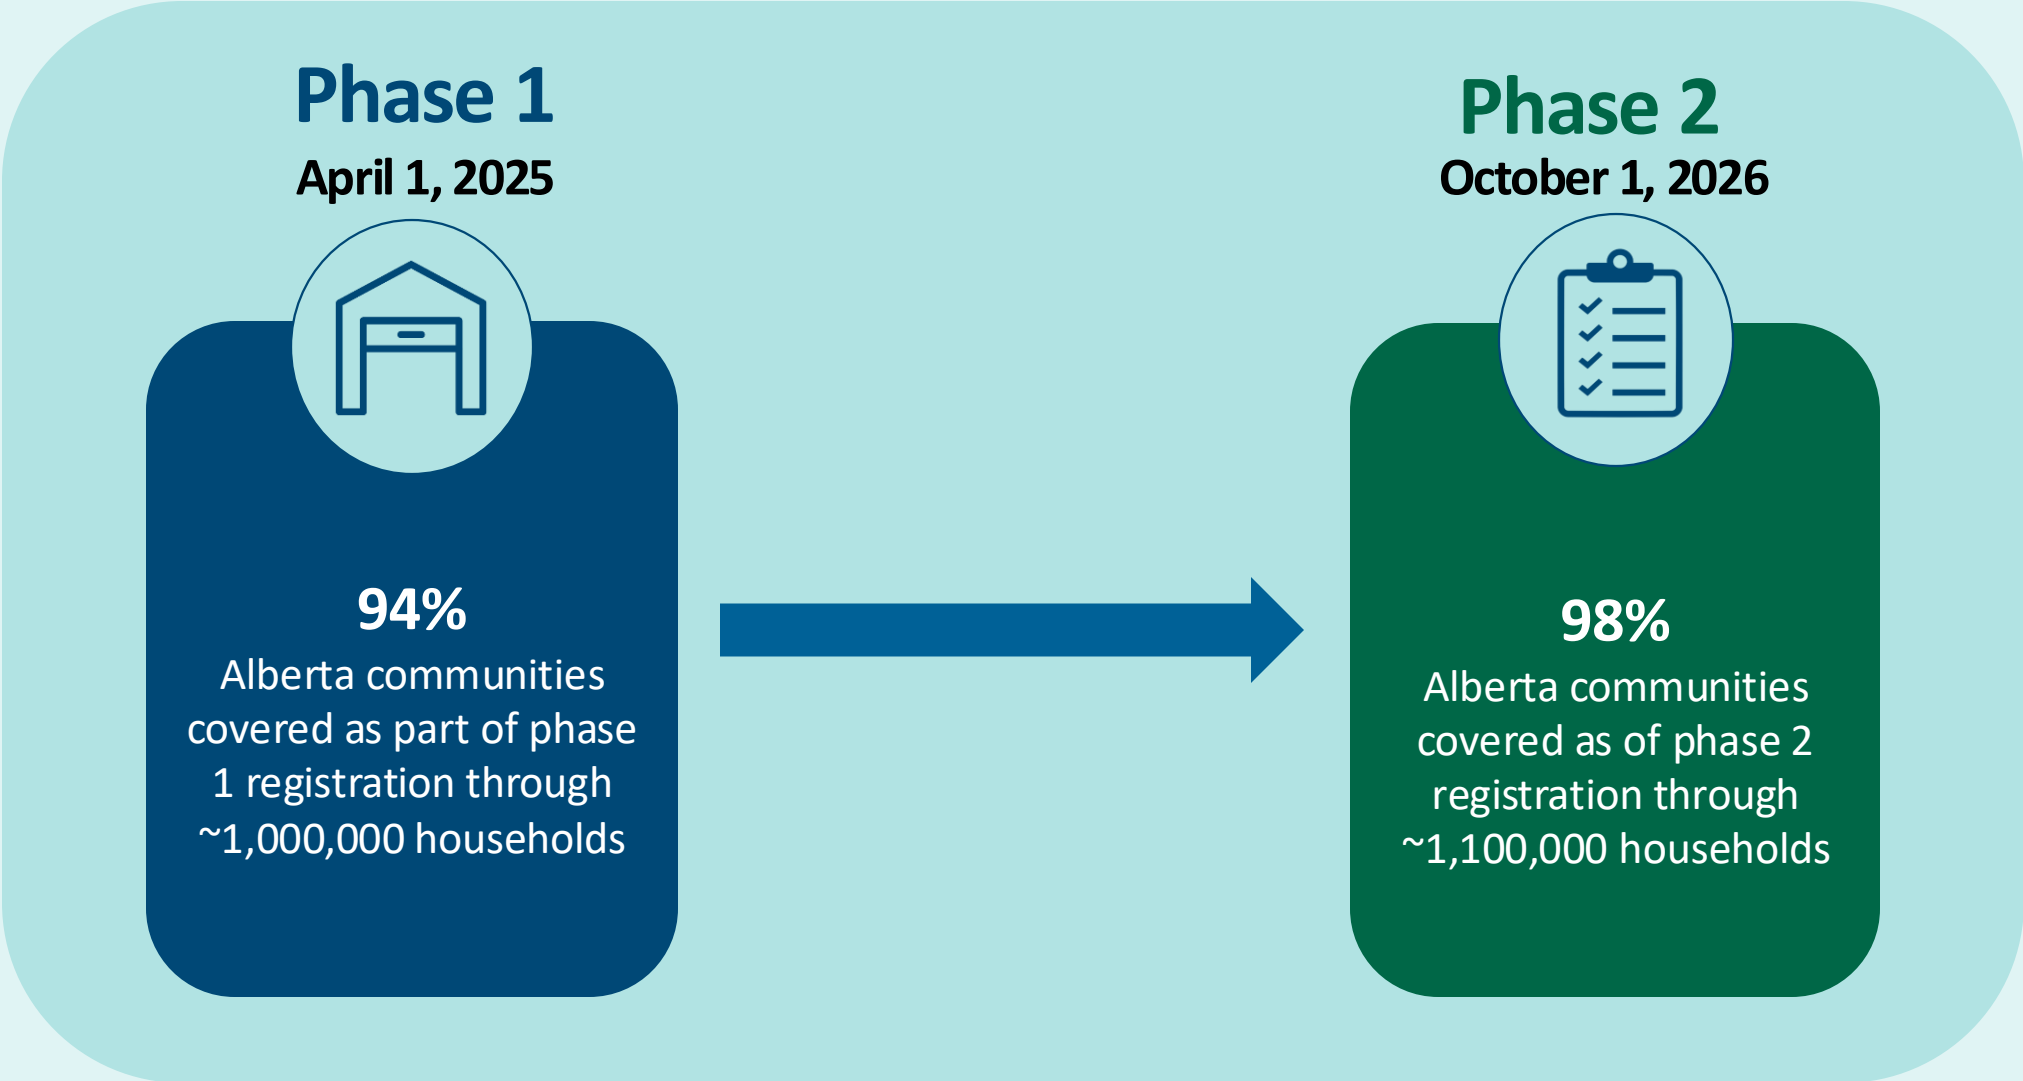 Phase 1
April 1, 2025
94%
Alberta communities
covered as part of phase
1 registration through
~1,000,000 households
Phase 2
October 1, 2026
98%
Alberta communities
covered as of phase 2
registration through
~1,100,000 households